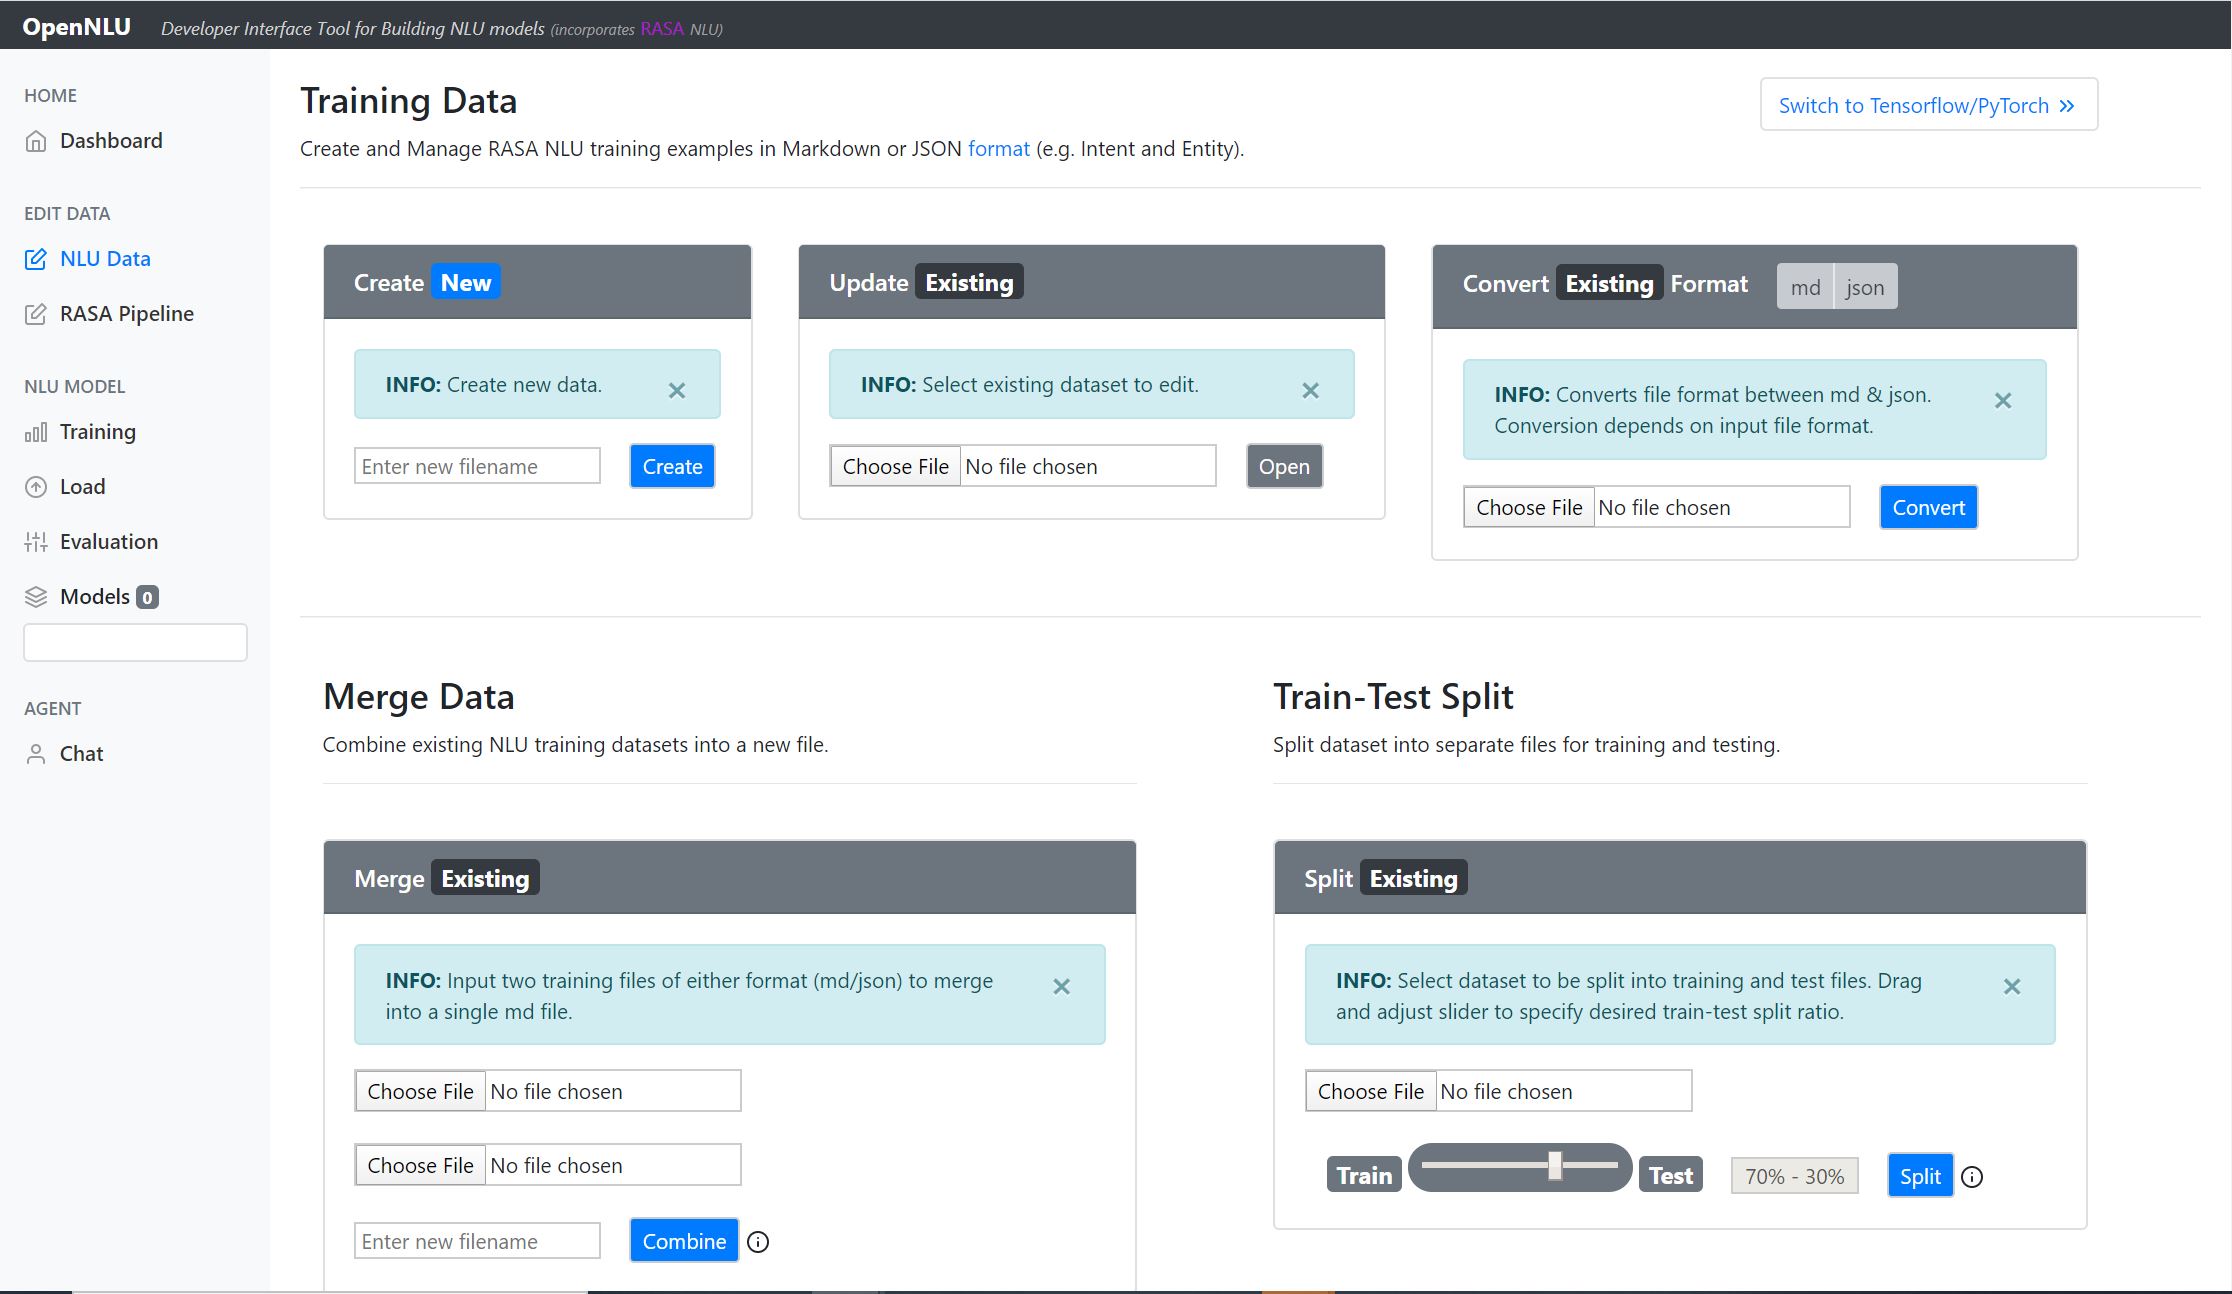 OpenNLU Developer Interface Tool for Building NLU models (incorporates RASA NLU)
HOME
Dashboard
EDIT DATA
NLU Data
RASA Pipeline
NLU MODEL
Training
Load
Evaluation
Models 0
AGENT
Chat
Training Data
Switch to Tensorflow/PyTorch »
Create and Manage RASA NLU training examples in Markdown or JSON format (e.g. Intent and Entity).
Create New
INFO: Create new data. ×
Enter new filename Create
Update Existing
INFO: Select existing dataset to edit. ×
Choose File No file chosen Open
Convert Existing Format md json
INFO: Converts file format between md & json. ×
Conversion depends on input file format.
Choose File No file chosen Convert
Merge Data
Combine existing NLU training datasets into a new file.
Merge Existing
INFO: Input two training files of either format (md/json) to merge ×
into a single md file.
Choose File No file chosen
Choose File No file chosen
Enter new filename Combine
Train-Test Split
Split dataset into separate files for training and testing.
Split Existing
INFO: Select dataset to be split into training and test files. Drag ×
and adjust slider to specify desired train-test split ratio.
Choose File No file chosen
Train Test 70% - 30% Split